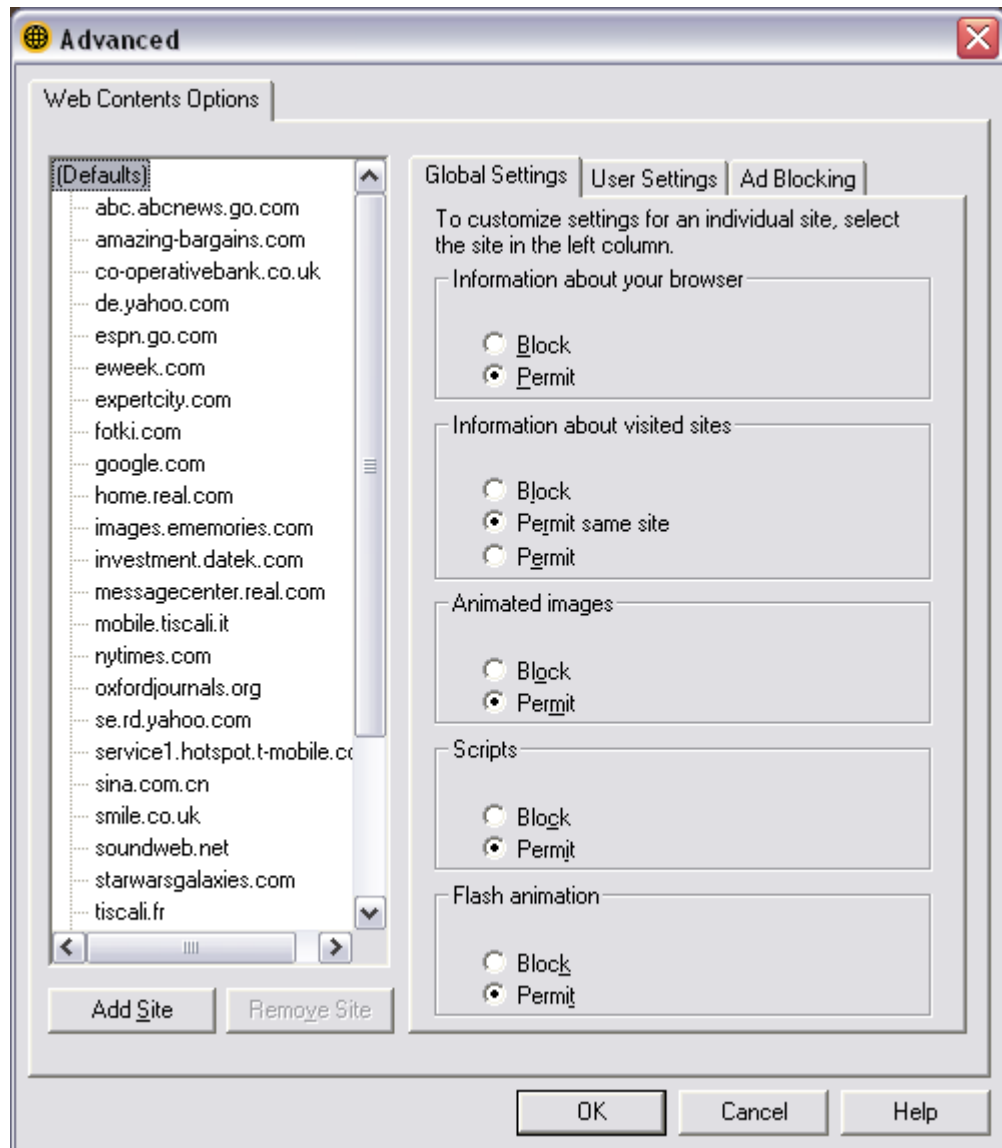 Advanced
Web Contents Options
(Defaults)
abc.abcnews.go.com
amazing-bargains.com
co-operativebank.co.uk
de.yahoo.com
espn.go.com
eweek.com
expertcity.com
fotki.com
google.com
home.real.com
images.ememories.com
investment.datek.com
messagecenter.real.com
mobile.tiscali.it
nytimes.com
oxfordjournals.org
se.rd.yahoo.com
service1.hotspot.t-mobile.co
sina.com.cn
smile.co.uk
soundweb.net
starwarsgalaxies.com
tiscali.fr
Add Site
Remove Site
Global Settings
User Settings
Ad Blocking
To customize settings for an individual site, select
the site in the left column.
Information about your browser
Block
Permit
Information about visited sites
Block
Permit same site
Permit
Animated images
Block
Permit
Scripts
Block
Permit
Flash animation
Block
Permit
OK
Cancel
Help